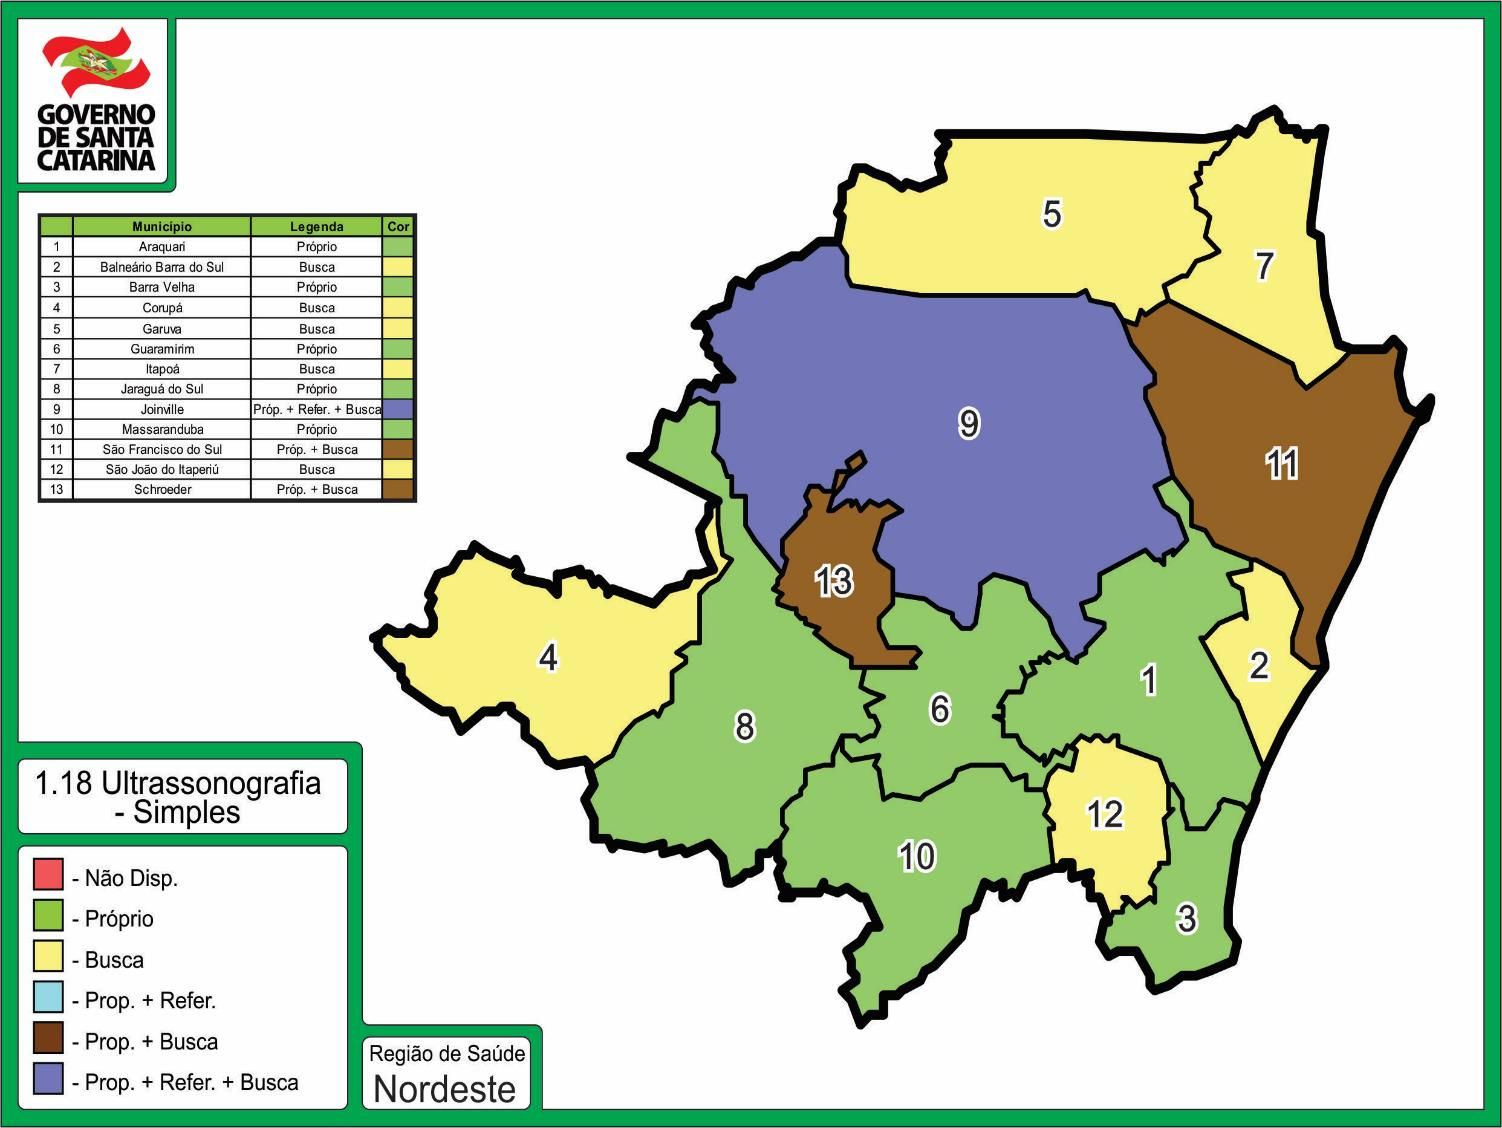 GOVERNO
DE SANTA
CATARINA
Município Legenda Cor
1 Araquari Próprio
2 Balneário Barra do Sul Busca
3 Barra Velha Próprio
4 Corupá Busca
5 Garuva Busca
6 Guaramirim Próprio
7 Itapoá Busca
8 Jaraguá do Sul Próprio
9 Joinville Próp. + Refer. + Busca
10 Massaranduba Próprio
11 São Francisco do Sul Próp. + Busca
12 São João do Itaperiú Busca
13 Schroeder Próp. + Busca
5
7
9
11
13
4
2
1
6
8
12
10
3
1.18 Ultrassonografia
- Simples
- Não Disp.
- Próprio
- Busca
- Prop. + Refer.
- Prop. + Busca
- Prop. + Refer. + Busca
Região de Saúde
Nordeste